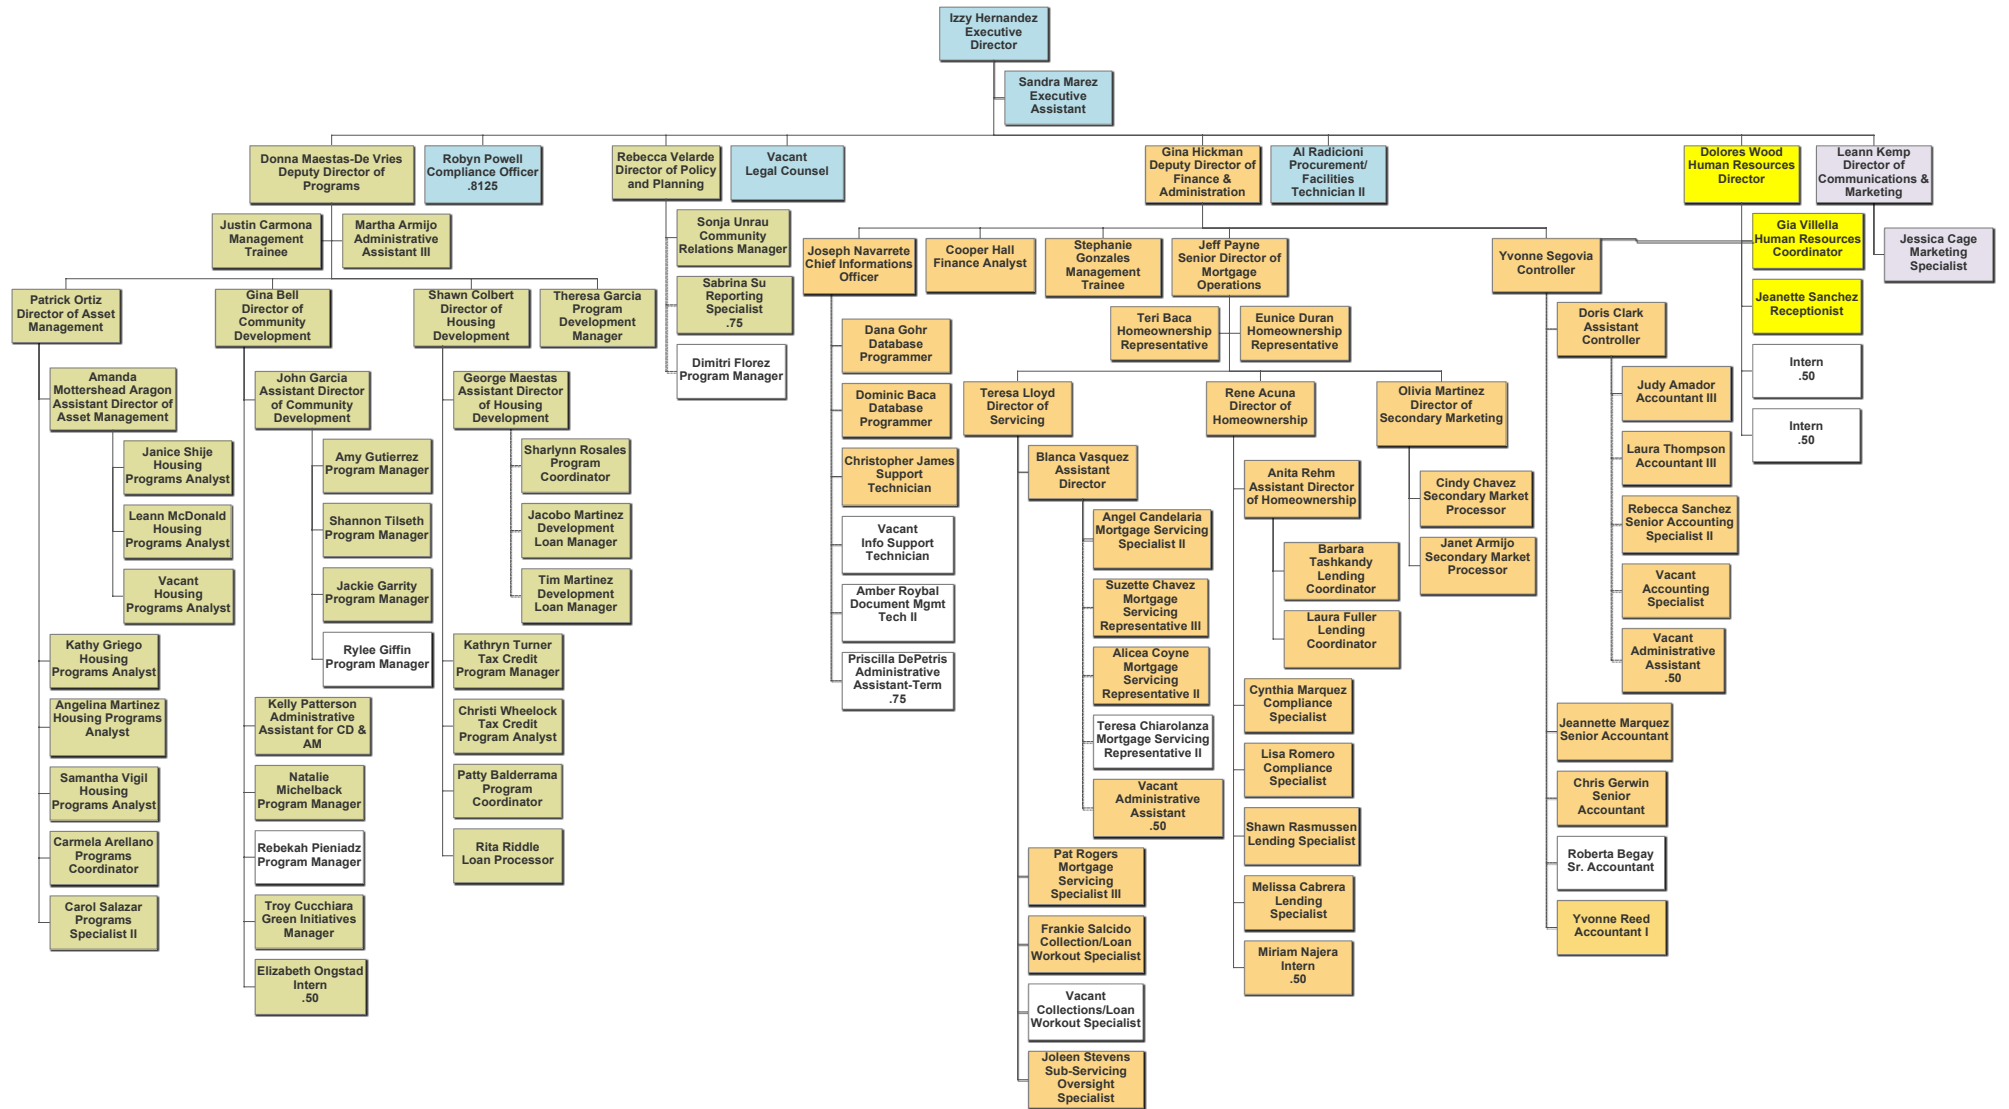 Izzy Hernandez
Executive
Director
Sandra Marez
Executive
Assistant
Donna Maestas-De Vries
Deputy Director of
Programs
Robyn Powell
Compliance Officer
.8125
Rebecca Velarde
Director of Policy
and Planning
Vacant
Legal Counsel
Gina Hickman
Deputy Director of
Finance &
Administration
Al Radicioni
Procurement/
Facilities
Technician II
Dolores Wood
Human Resources
Director
Leann Kemp
Director of
Communications &
Marketing
Justin Carmona
Management
Trainee
Martha Armijo
Administrative
Assistant III
Patrick Ortiz
Director of Asset
Management
Amanda
Mottershead Aragon
Assistant Director of
Asset Management
Janice Shije
Housing
Programs Analyst
Leann McDonald
Housing
Programs Analyst
Vacant
Housing
Programs Analyst
Kathy Griego
Housing
Programs Analyst
Angelina Martinez
Housing Programs
Analyst
Samantha Vigil
Housing
Programs Analyst
Carmela Arellano
Programs
Coordinator
Carol Salazar
Programs
Specialist II
Gina Bell
Director of
Community
Development
John Garcia
Assistant Director
of Community
Development
Amy Gutierrez
Program Manager
Shannon Tilseth
Program Manager
Jackie Garrity
Program Manager
Rylee Giffin
Program Manager
Kelly Patterson
Administrative
Assistant for CD &
AM
Natalie
Michelback
Program Manager
Rebekah Pieniadz
Program Manager
Troy Cucchiara
Green Initiatives
Manager
Elizabeth Ongstad
Intern
.50
Shawn Colbert
Director of
Housing
Development
George Maestas
Assistant Director
of Housing
Development
Sharlynn Rosales
Program
Coordinator
Jacobo Martinez
Development
Loan Manager
Tim Martinez
Development
Loan Manager
Kathryn Turner
Tax Credit
Program Manager
Christi Wheelock
Tax Credit
Program Analyst
Patty Balderrama
Program
Coordinator
Rita Riddle
Loan Processor
Theresa Garcia
Program
Development
Manager
Sonja Unrau
Community
Relations Manager
Sabrina Su
Reporting
Specialist
.75
Dimitri Florez
Program Manager
Joseph Navarrete
Chief Informations
Officer
Dana Gohr
Database
Programmer
Dominic Baca
Database
Programmer
Christopher James
Support
Technician
Vacant
Info Support
Technician
Amber Roybal
Document Mgmt
Tech II
Priscilla DePetris
Administrative
Assistant-Term
.75
Cooper Hall
Finance Analyst
Stephanie
Gonzales
Management
Trainee
Jeff Payne
Senior Director of
Mortgage
Operations
Teri Baca
Homeownership
Representative
Eunice Duran
Homeownership
Representative
Teresa Lloyd
Director of
Servicing
Blanca Vasquez
Assistant
Director
Angel Candelaria
Mortgage Servicing
Specialist II
Suzette Chavez
Mortgage
Servicing
Representative III
Alicea Coyne
Mortgage
Servicing
Representative II
Teresa Chiarolanza
Mortgage Servicing
Representative II
Vacant
Administrative
Assistant
.50
Pat Rogers
Mortgage
Servicing
Specialist III
Frankie Salcido
Collection/Loan
Workout Specialist
Vacant
Collections/Loan
Workout Specialist
Joleen Stevens
Sub-Servicing
Oversight
Specialist
Rene Acuna
Director of
Homeownership
Anita Rehm
Assistant Director
of Homeownership
Barbara
Tashkandy
Lending
Coordinator
Laura Fuller
Lending
Coordinator
Cynthia Marquez
Compliance
Specialist
Lisa Romero
Compliance
Specialist
Shawn Rasmussen
Lending Specialist
Melissa Cabrera
Lending
Specialist
Miriam Najera
Intern
.50
Olivia Martinez
Director of
Secondary Marketing
Cindy Chavez
Secondary Market
Processor
Janet Armijo
Secondary Market
Processor
Yvonne Segovia
Controller
Doris Clark
Assistant
Controller
Judy Amador
Accountant III
Laura Thompson
Accountant III
Rebecca Sanchez
Senior Accounting
Specialist II
Vacant
Accounting
Specialist
Vacant
Administrative
Assistant
.50
Jeannette Marquez
Senior Accountant
Chris Gerwin
Senior
Accountant
Roberta Begay
Sr. Accountant
Yvonne Reed
Accountant I
Gia Villella
Human Resources
Coordinator
Jeanette Sanchez
Receptionist
Intern
.50
Intern
.50
Jessica Cage
Marketing
Specialist